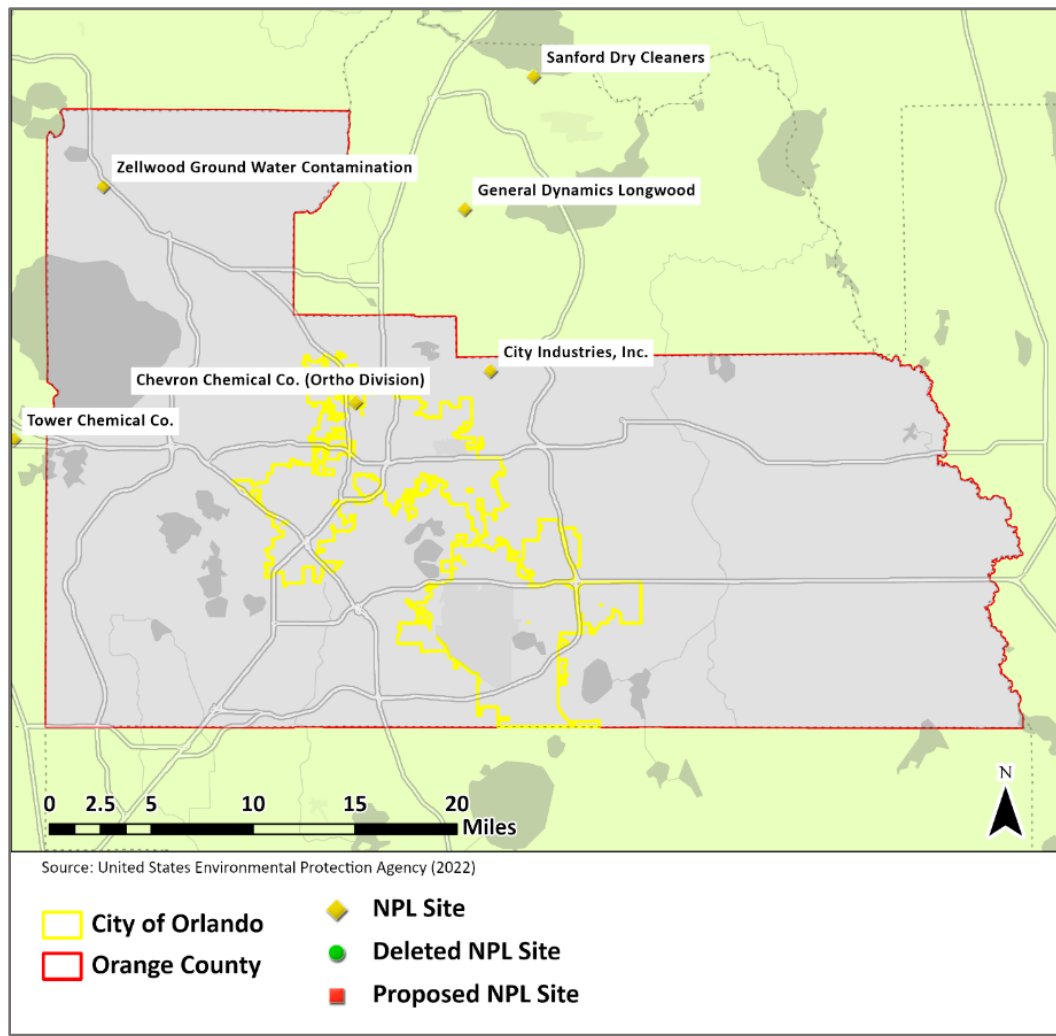 Sanford Dry Cleaners
Zellwood Ground Water Contamination
General Dynamics Longwood
City Industries, Inc.
Chevron Chemical Co. (Ortho Division)
Tower Chemical Co.
N
0 2.5 5 10 15 20
Miles
Source: United States Environmental Protection Agency (2022)
City of Orlando
Orange County
NPL Site
Deleted NPL Site
Proposed NPL Site